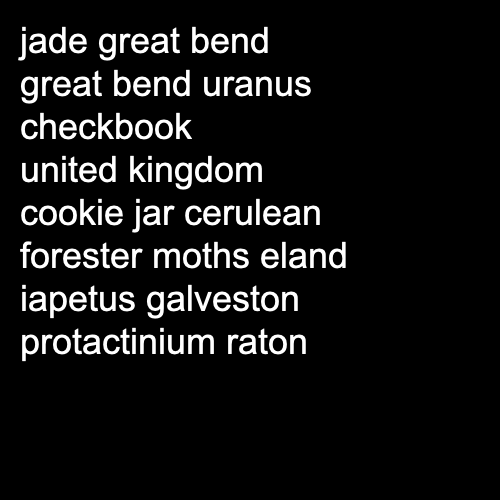 jade great bend
great bend uranus
checkbook
united kingdom
cookie jar cerulean
forester moths eland
iapetus galveston
protactinium raton